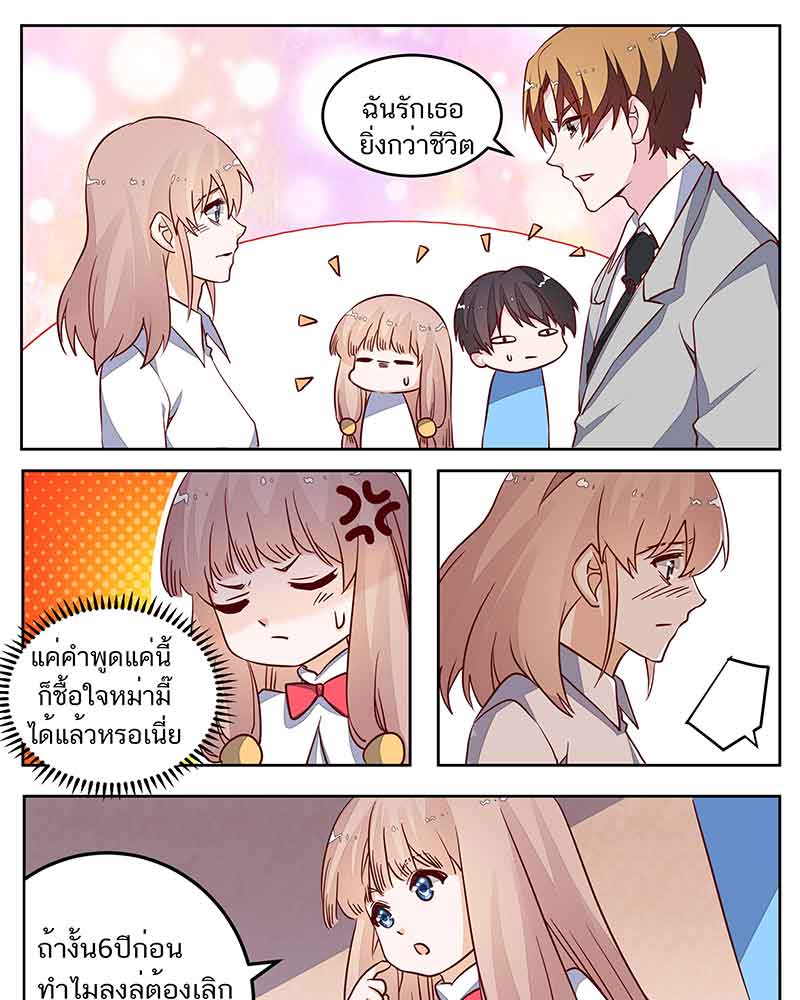 ฉันรักเธอ
ยิ่งกว่าชีวิต
แค่คำพูดแค่นี้
ก็ซื้อใจหม่ามี๊
ได้แล้วหรอเนี่ย
ถ้างั้น6ปีก่อน
ทำไมลุงต้องเลิก